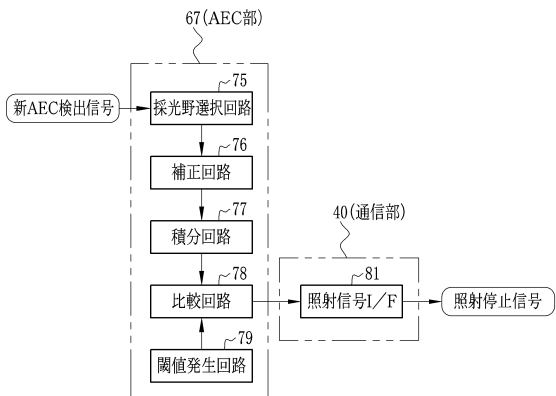 67(AEC部)
75
新AEC検出信号
採光野選択回路
76
補正回路
77
積分回路
40(通信部)
78
81
比較回路
照射信号I/F
照射停止信号
79
閾値発生回路